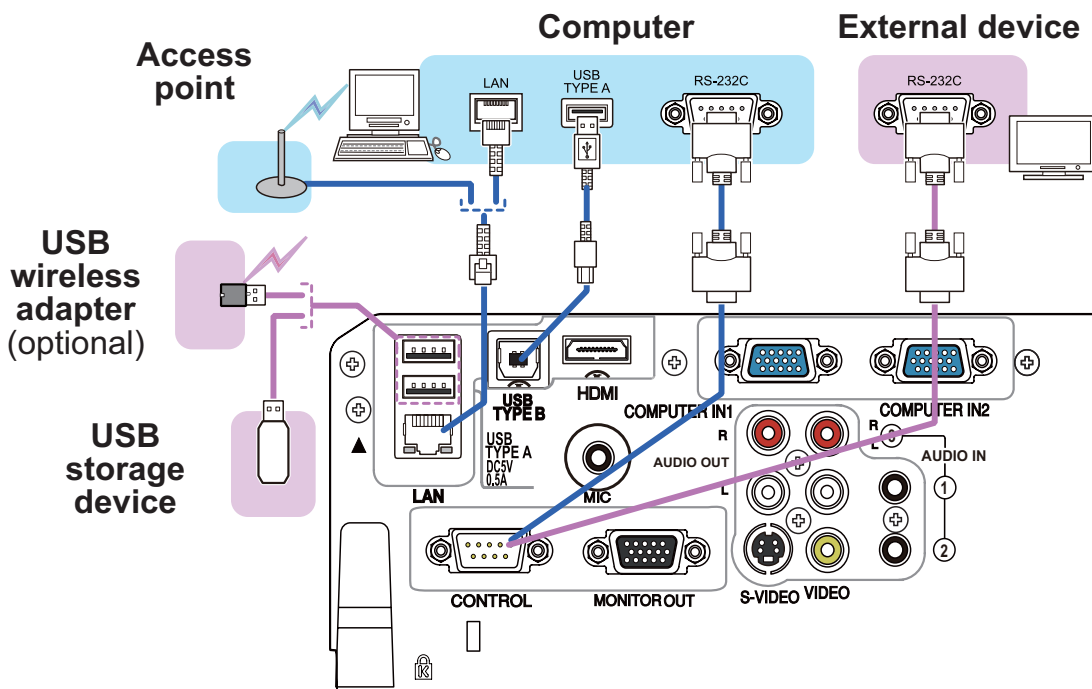 Computer
External device
Access
point
LAN
USB
TYPE A
RS-232C
RS-232C
USB
wireless
adapter
(optional)
USB
storage
device
USB
TYPE B
HDMI
COMPUTER IN1
COMPUTER IN2
USB
TYPE A
DC5V
0.5A
LAN
MIC
R
AUDIO OUT
L
R
L
3
AUDIO IN
1
2
CONTROL
MONITOR OUT
S-VIDEO
VIDEO
K